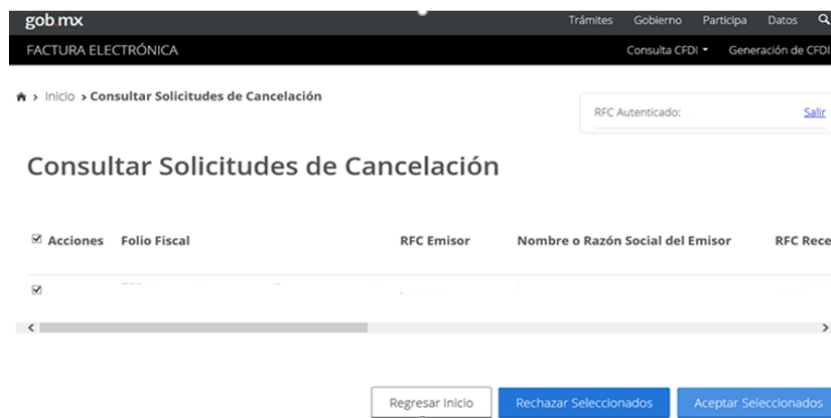 gob.mx Trámites Gobierno Participa Datos
FACTURA ELECTRÓNICA Consulta CFDI Generación de CFDI
> Inicio > Consultar Solicitudes de Cancelación
RFC Autenticado: Salir
Consultar Solicitudes de Cancelación
Acciones Folio Fiscal RFC Emisor Nombre o Razón Social del Emisor RFC Rece
Regresar Inicio Rechazar Seleccionados Aceptar Seleccionados